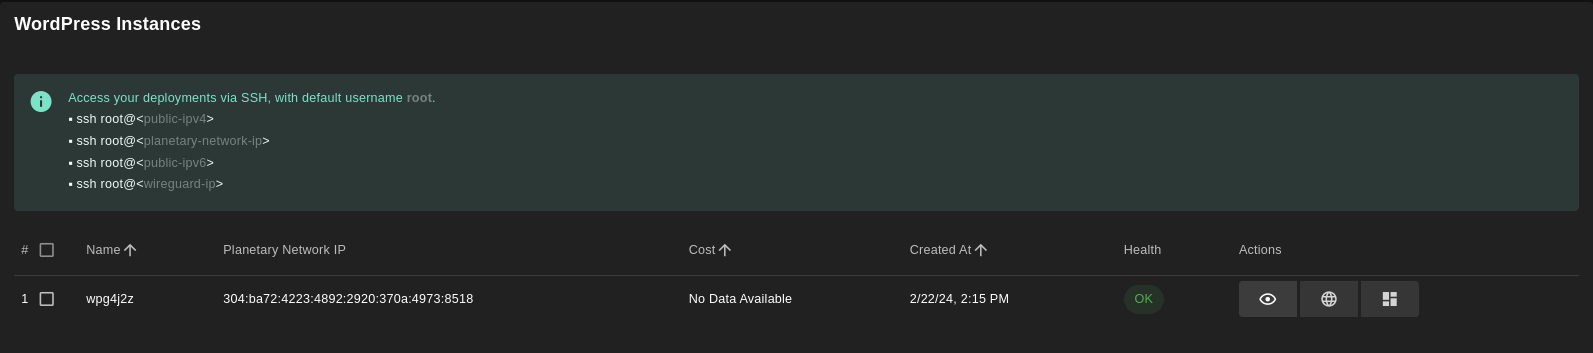 WordPress Instances
Access your deployments via SSH, with default username root.
▪ ssh root@<public-ipv4>
▪ ssh root@<planetary-network-ip>
▪ ssh root@<public-ipv6>
▪ ssh root@<wireguard-ip>
# Name Planetary Network IP Cost Created At Health Actions
1 wpg4j2z 304:ba72:4223:4892:2920:370a:4973:8518 No Data Available 2/22/24, 2:15 PM OK